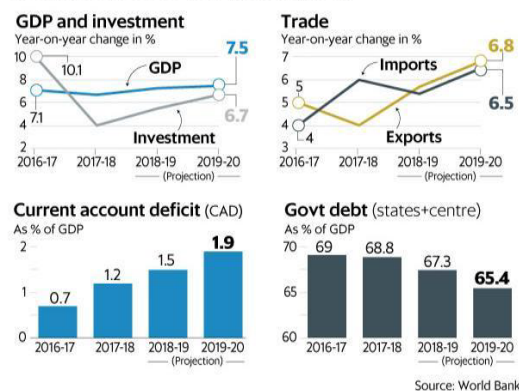 GDP and investment
Year-on-year change in %
10
8
6
4
2
10.1
7.1
GDP
Investment
7.5
6.7
2016-17 2017-18 2018-19 2019-20
(Projection)
Trade
Year-on-year change in %
7
6
5
4
3
5
4
Imports
Exports
6.8
6.5
2016-17 2017-18 2018-19 2019-20
(Projection)
Current account deficit (CAD)
As % of GDP
2
1
0
0.7 1.2 1.5 1.9
2016-17 2017-18 2018-19 2019-20
(Projection)
Govt debt (states+centre)
As % of GDP
70
65
60
69 68.8 67.3 65.4
2016-17 2017-18 2018-19 2019-20
(Projection)
Source: World Bank